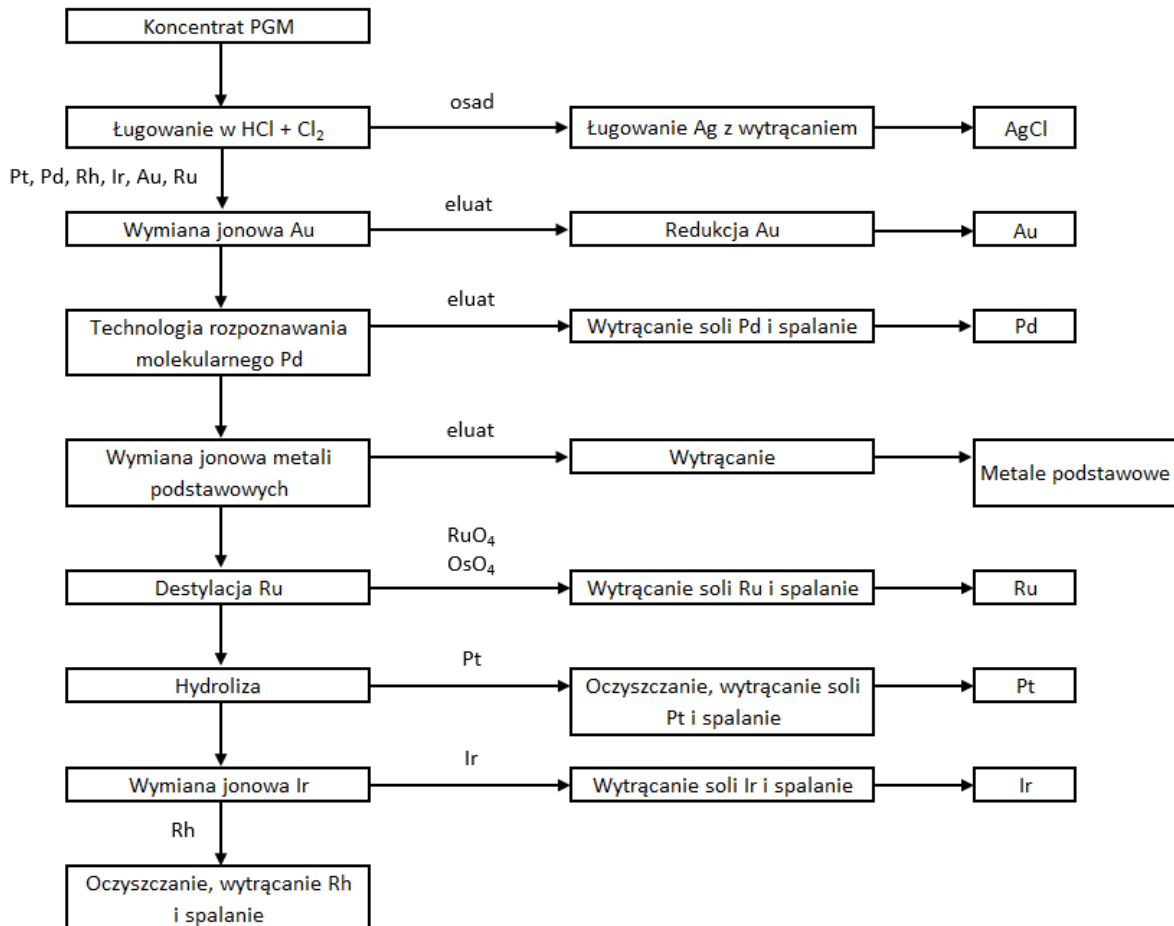 Koncentrat PGM
osad
Ługowanie w HCl + Cl₂
Ługowanie Ag z wytrącaniem
AgCl
Pt, Pd, Rh, Ir, Au, Ru
eluat
Wymiana jonowa Au
Redukcja Au
Au
eluat
Technologia rozpoznawania
molekularnego Pd
Wytrącanie soli Pd i spalanie
Pd
eluat
Wymiana jonowa metali
podstawowych
Wytrącanie
Metale podstawowe
RuO₄
OsO₄
Destylacja Ru
Wytrącanie soli Ru i spalanie
Ru
Pt
Hydroliza
Oczyszczanie, wytrącanie soli
Pt i spalanie
Pt
Ir
Wymiana jonowa Ir
Wytrącanie soli Ir i spalanie
Ir
Rh
Oczyszczanie, wytrącanie Rh
i spalanie